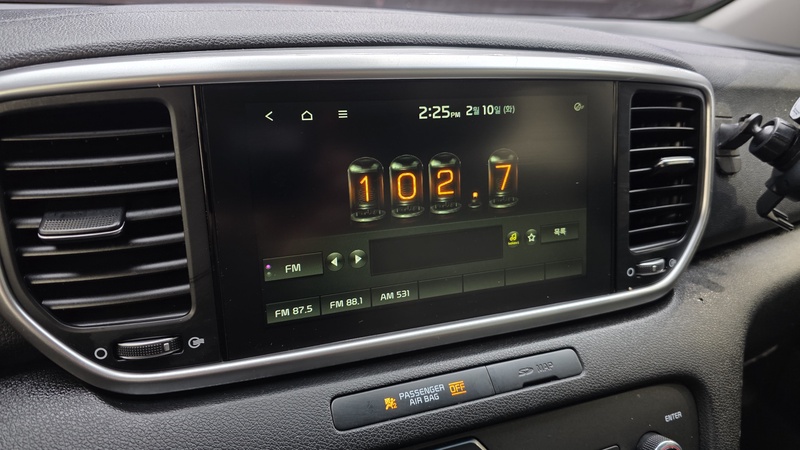 2:25PM 2월 10일 (화)
102.7
FM
목록
FM 87.5 FM 88.1 AM 531
PASSENGER
AIR BAG OFF
MAP
ENTER